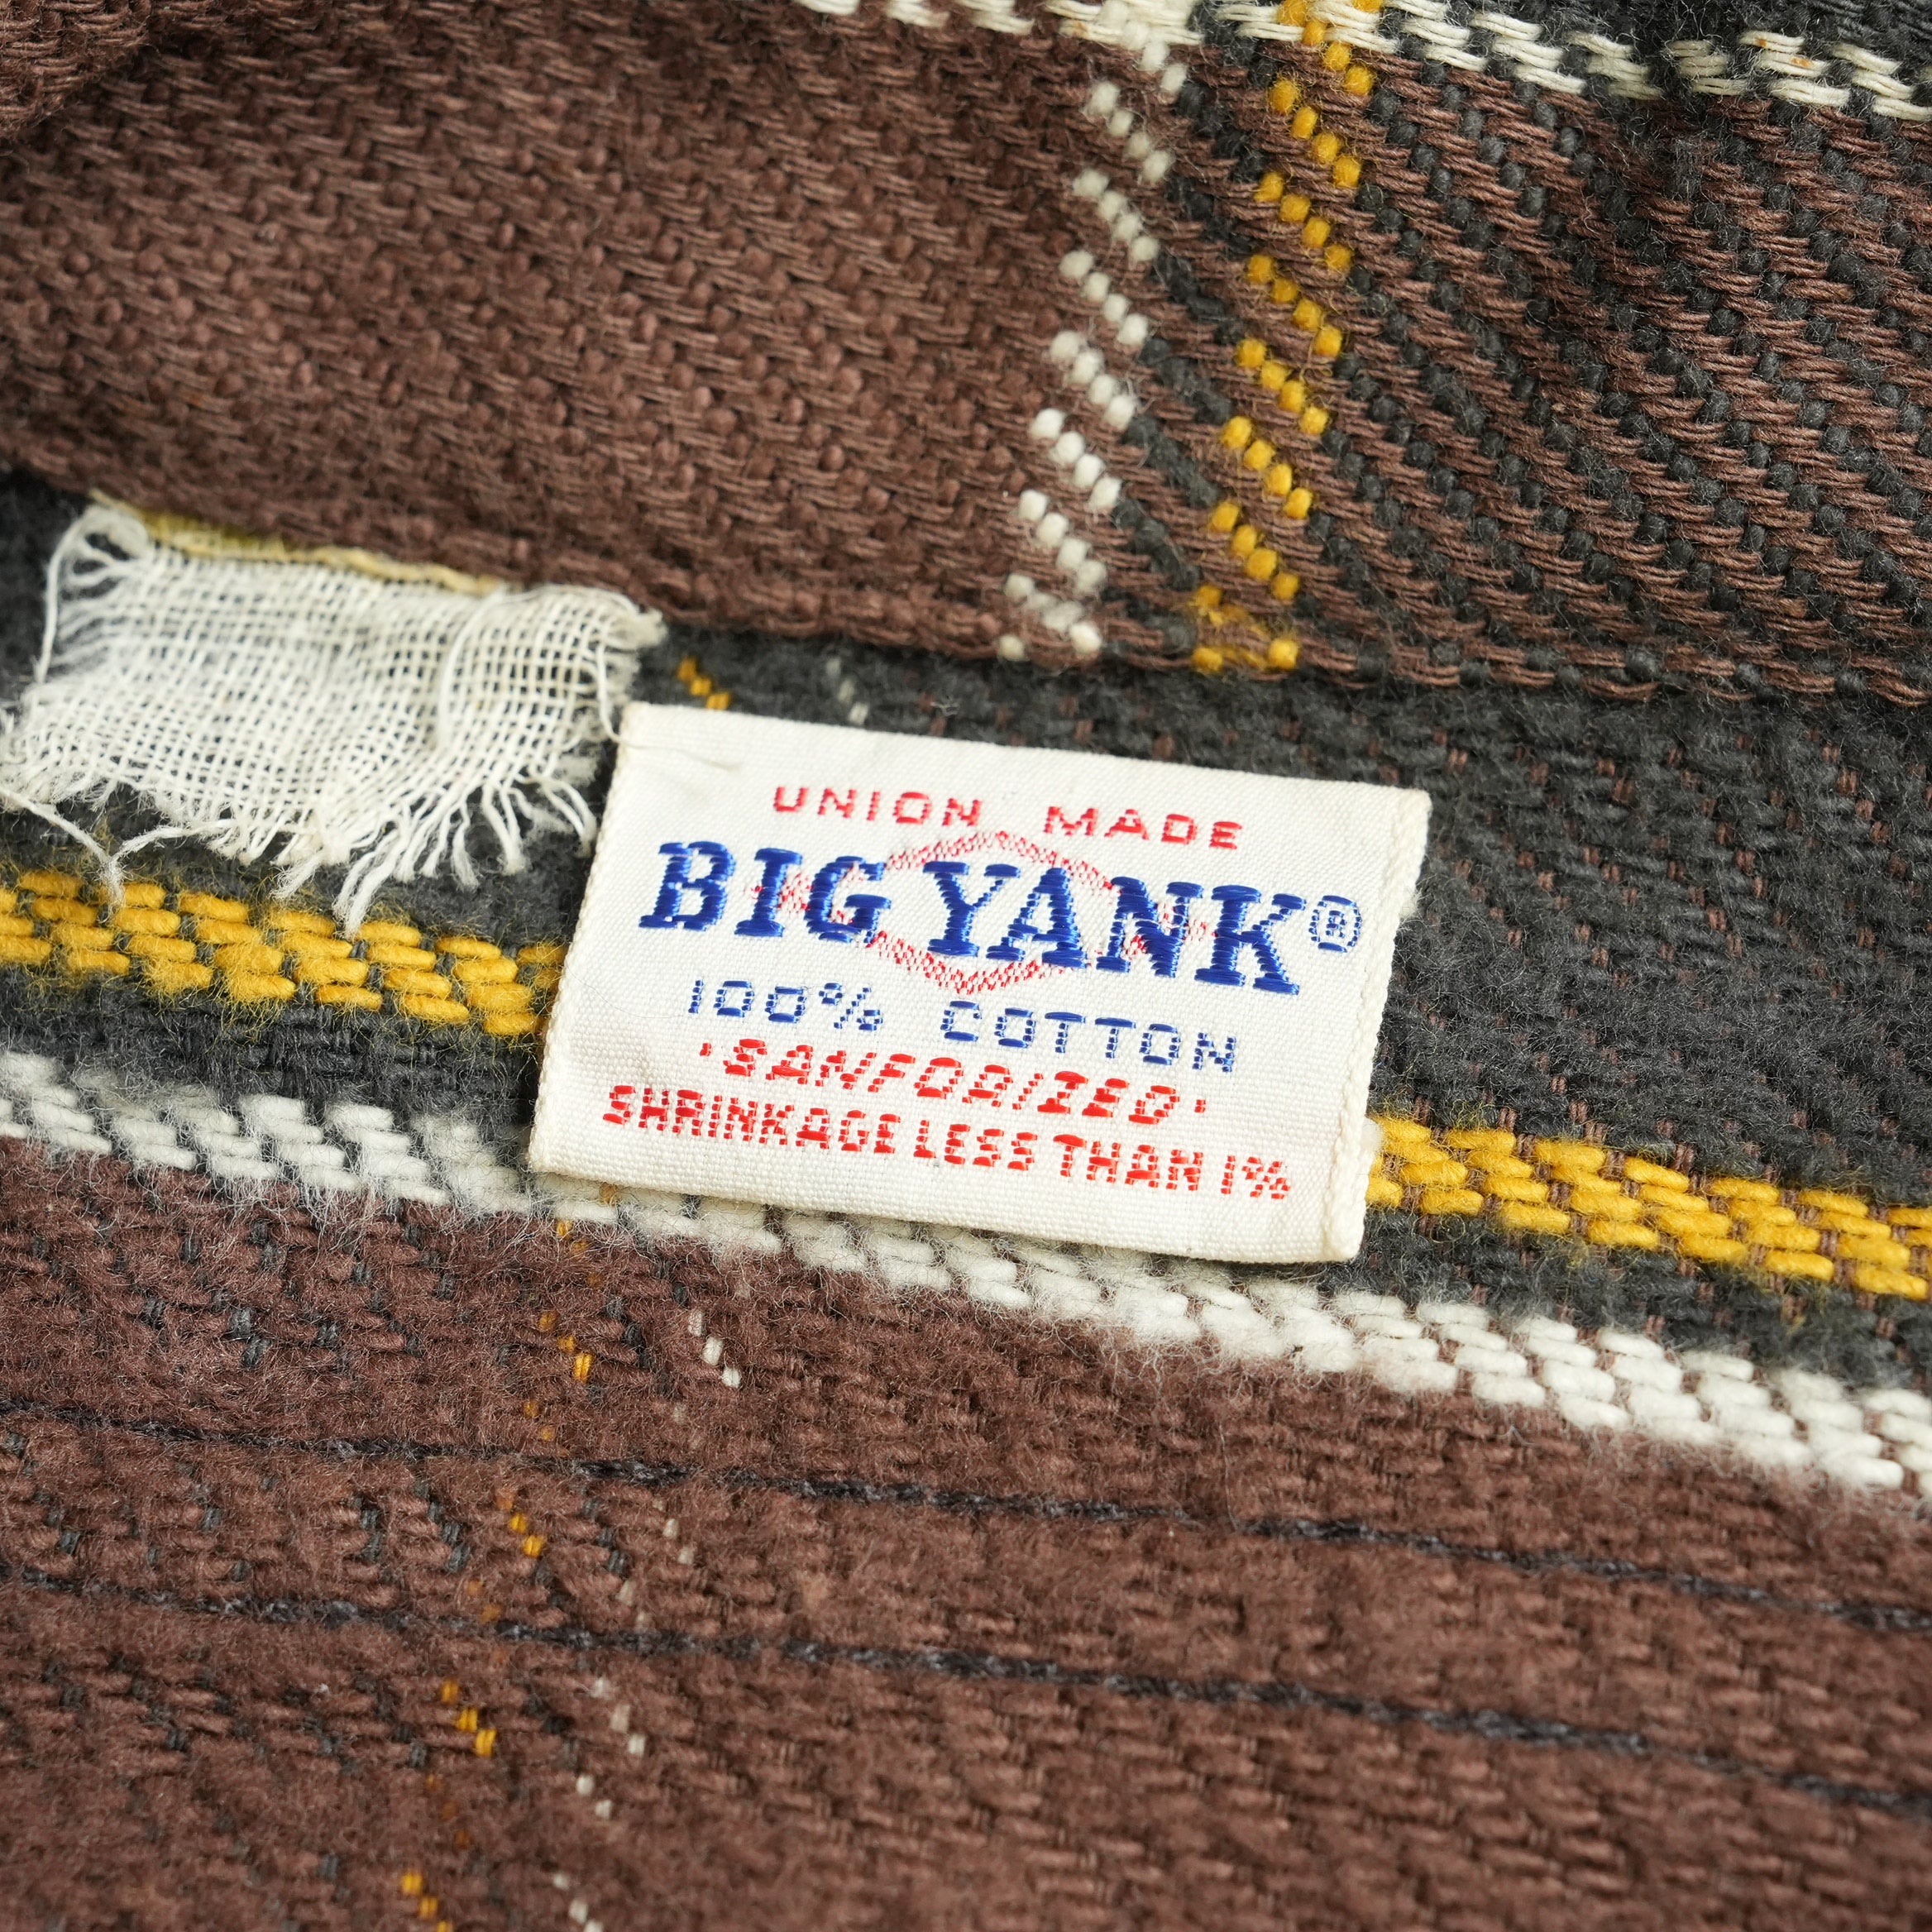 UNION MADE
BIG YANK®
100% COTTON
'SANFORIZED'
SHRINKAGE LESS THAN 1%